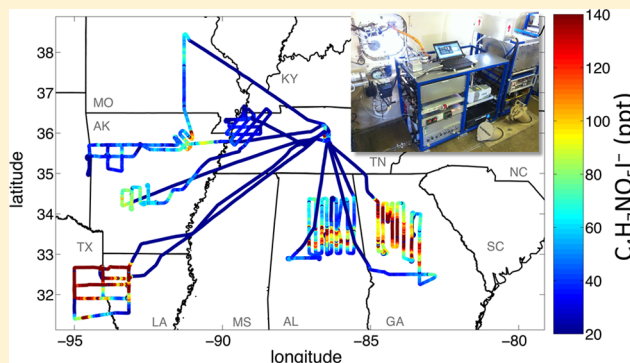 38
37
36
35
34
33
32
latitude
−95
−90
−85
−80
longitude
MO
AK
TX
LA
MS
AL
GA
KY
TN
NC
SC
140
120
100
80
60
40
20
C₄H₇NO₅I⁻ (ppt)